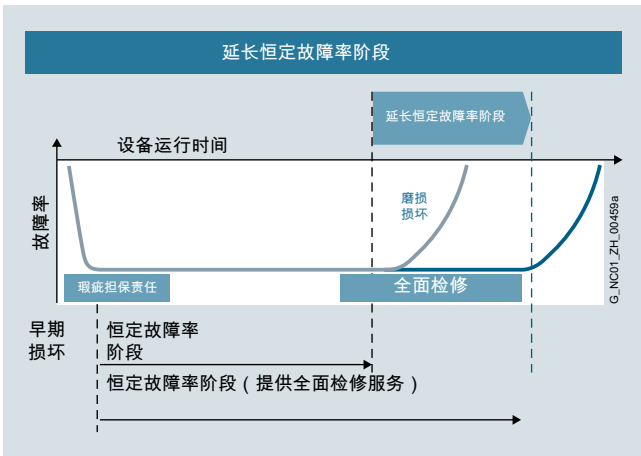 延长恒定故障率阶段
延长恒定故障率阶段
设备运行时间
故障率
磨损
损坏
瑕疵担保责任
全面检修
G_NC01_ZH_00459a
早期
损坏
恒定故障率
阶段
恒定故障率阶段（提供全面检修服务）